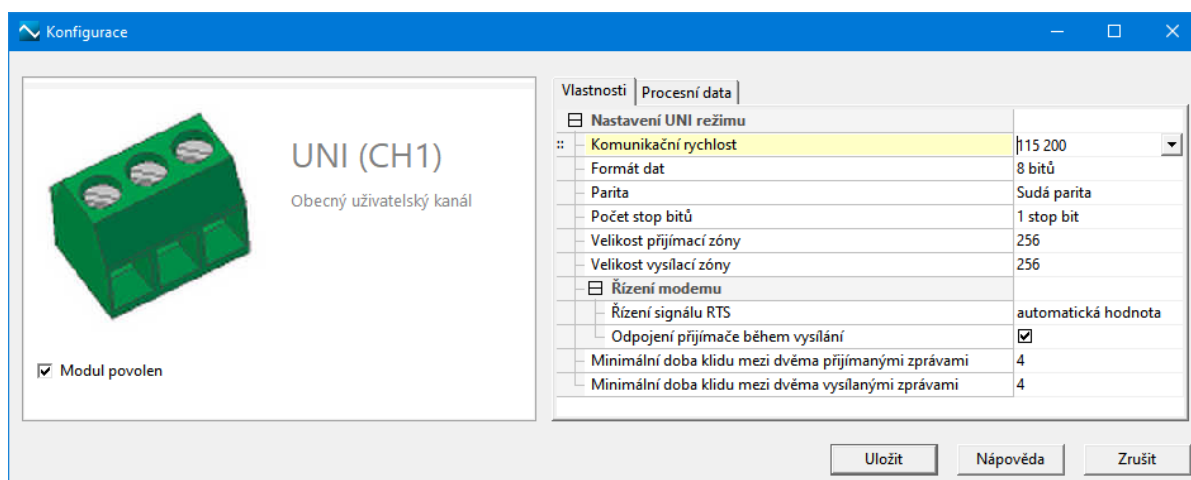 Konfigurace
UNI (CH1)
Obecný uživatelský kanál
Modul povolen
Vlastnosti Procesní data
Nastavení UNI režimu
Komunikační rychlost 115 200
Formát dat 8 bitů
Parita Sudá parita
Počet stop bitů 1 stop bit
Velikost přijímací zóny 256
Velikost vysílací zóny 256
Řízení modemu
Řízení signálu RTS automatická hodnota
Odpojení přijímače během vysílání
Minimální doba klidu mezi dvěma přijímanými zprávami 4
Minimální doba klidu mezi dvěma vysílanými zprávami 4
Uložit Nápověda Zrušit